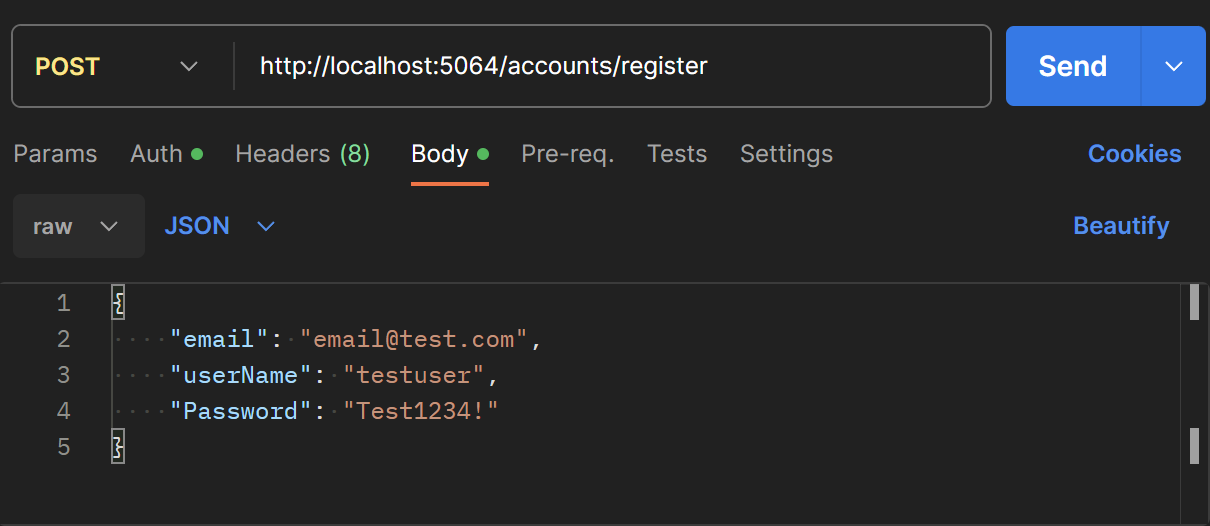 POST http://localhost:5064/accounts/register Send
Params Auth Headers (8) Body Pre-req. Tests Settings Cookies
raw JSON Beautify
1 {
2 "email": "email@test.com",
3 "userName": "testuser",
4 "Password": "Test1234!"
5 }